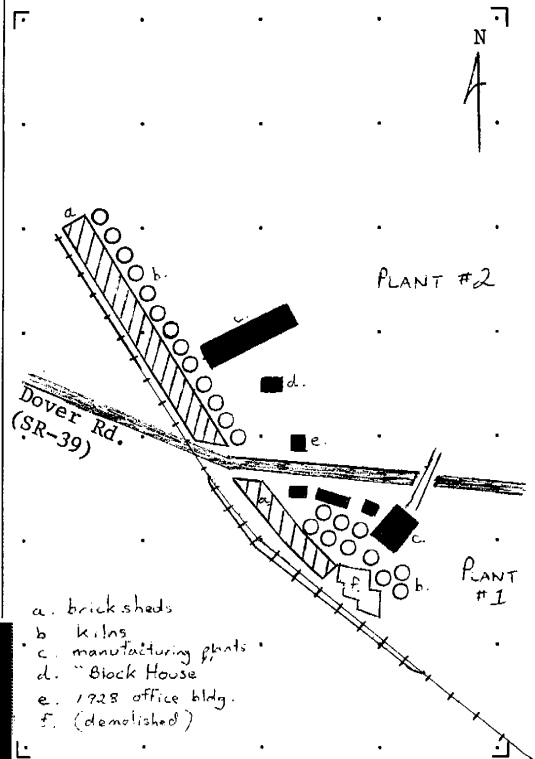 N
a
b.
PLANT #2
c.
d.
Dover Rd.
(SR-39)
e.
a
c.
f.
b.
PLANT
#1
a. brick sheds
b kilns
c. manufacturing plants
d. "Block House
e. 1928 office bldg.
f. (demolished)